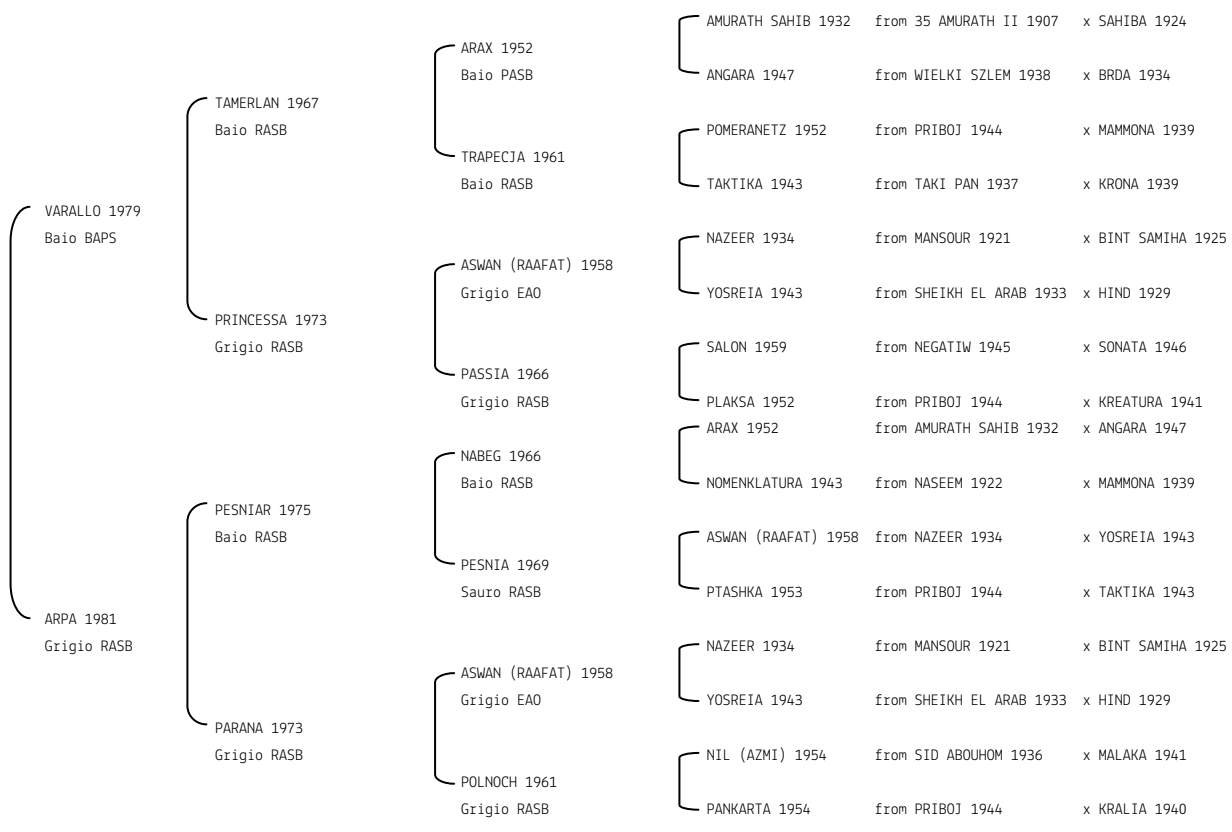 AMURATH SAHIB 1932 from 35 AMURATH II 1907 x SAHIBA 1924
ARAX 1952
Baio PASB
ANGARA 1947 from WIELKI SZLEM 1938 x BRDA 1934
TAMERLAN 1967
Baio RASB
POMERANETZ 1952 from PRIBOJ 1944 x MAMMONA 1939
TRAPECJA 1961
Baio RASB
TAKTIKA 1943 from TAKI PAN 1937 x KRONA 1939
VARALLO 1979
Baio BAPS
NAZEER 1934 from MANSOUR 1921 x BINT SAMIHA 1925
ASWAN (RAAFAT) 1958
Grigio EAO
YOSREIA 1943 from SHEIKH EL ARAB 1933 x HIND 1929
PRINCESSA 1973
Grigio RASB
SALON 1959 from NEGATIW 1945 x SONATA 1946
PASSIA 1966
Grigio RASB
PLAKSA 1952 from PRIBOJ 1944 x KREATURA 1941
ARAX 1952 from AMURATH SAHIB 1932 x ANGARA 1947
NABEG 1966
Baio RASB
NOMENKLATURA 1943 from NASEEM 1922 x MAMMONA 1939
PESNIAR 1975
Baio RASB
ASWAN (RAAFAT) 1958 from NAZEER 1934 x YOSREIA 1943
PESNIA 1969
Sauro RASB
PTASHKA 1953 from PRIBOJ 1944 x TAKTIKA 1943
ARPA 1981
Grigio RASB
NAZEER 1934 from MANSOUR 1921 x BINT SAMIHA 1925
ASWAN (RAAFAT) 1958
Grigio EAO
YOSREIA 1943 from SHEIKH EL ARAB 1933 x HIND 1929
PARANA 1973
Grigio RASB
NIL (AZMI) 1954 from SID ABOUHOM 1936 x MALAKA 1941
POLNOCH 1961
Grigio RASB
PANKARTA 1954 from PRIBOJ 1944 x KRALIA 1940